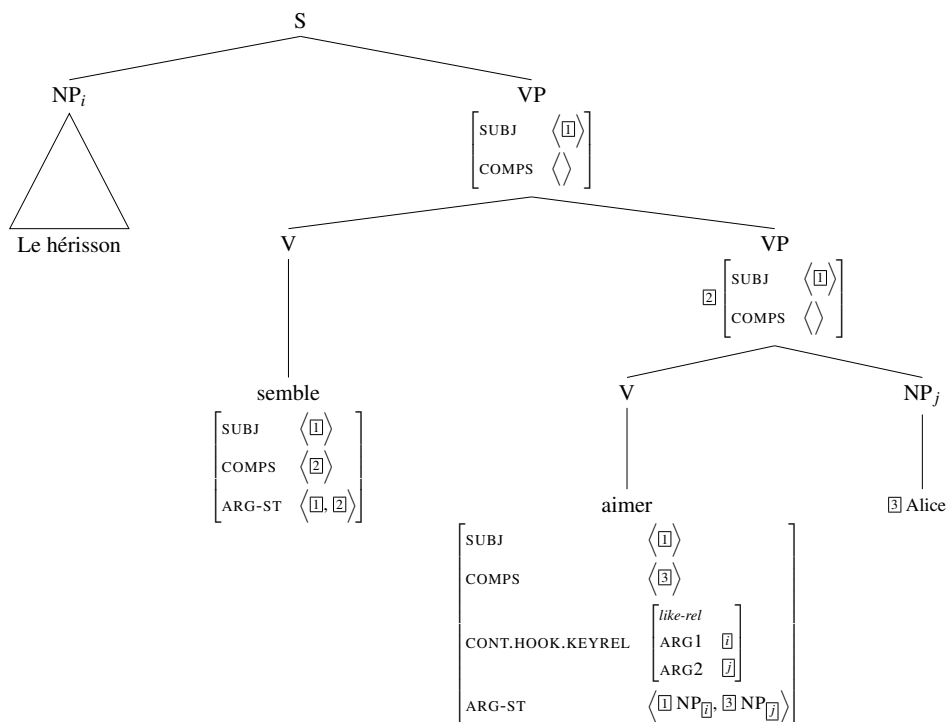 S
NP_i VP
[SUBJ ⟨[1]⟩
COMPS ⟨⟩]
Le hérisson V VP
[2] [SUBJ ⟨[1]⟩
COMPS ⟨⟩]
semble V NP_j
[SUBJ ⟨[1]⟩
COMPS ⟨[2]⟩
ARG-ST ⟨[1], [2]⟩]
aimer [3] Alice
[SUBJ ⟨[1]⟩
COMPS ⟨[3]⟩
CONT.HOOK.KEYREL [like-rel
ARG1 [i]
ARG2 [j]]
ARG-ST ⟨[1] NP_[i], [3] NP_[j]⟩]